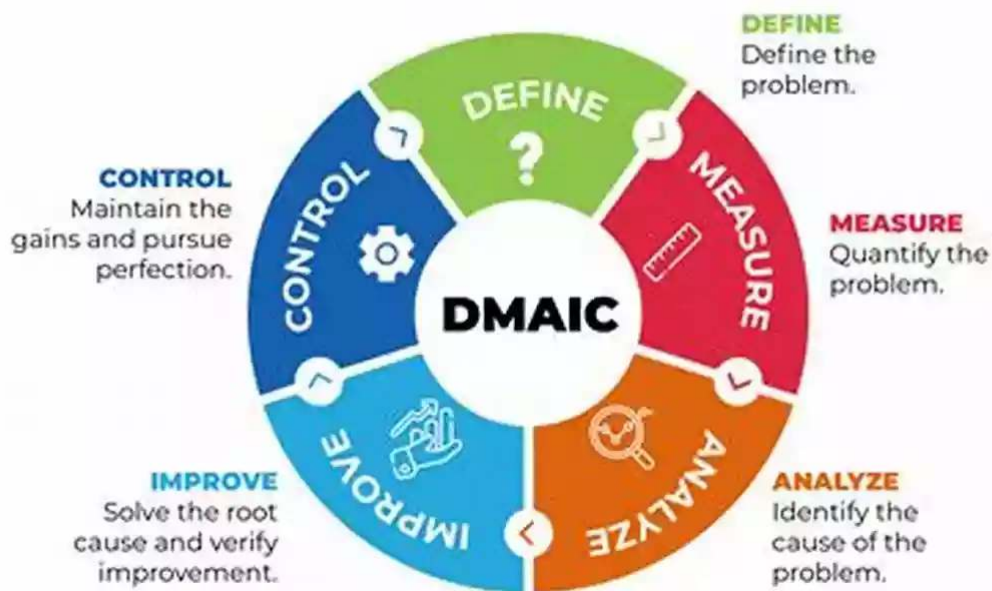 DEFINE
Define the
problem.
DEFINE
?
MEASURE
MEASURE
Quantify the
problem.
ANALYZE
ANALYZE
Identify the
cause of the
problem.
IMPROVE
IMPROVE
Solve the root
cause and verify
improvement.
CONTROL
CONTROL
Maintain the
gains and pursue
perfection.
DMAIC